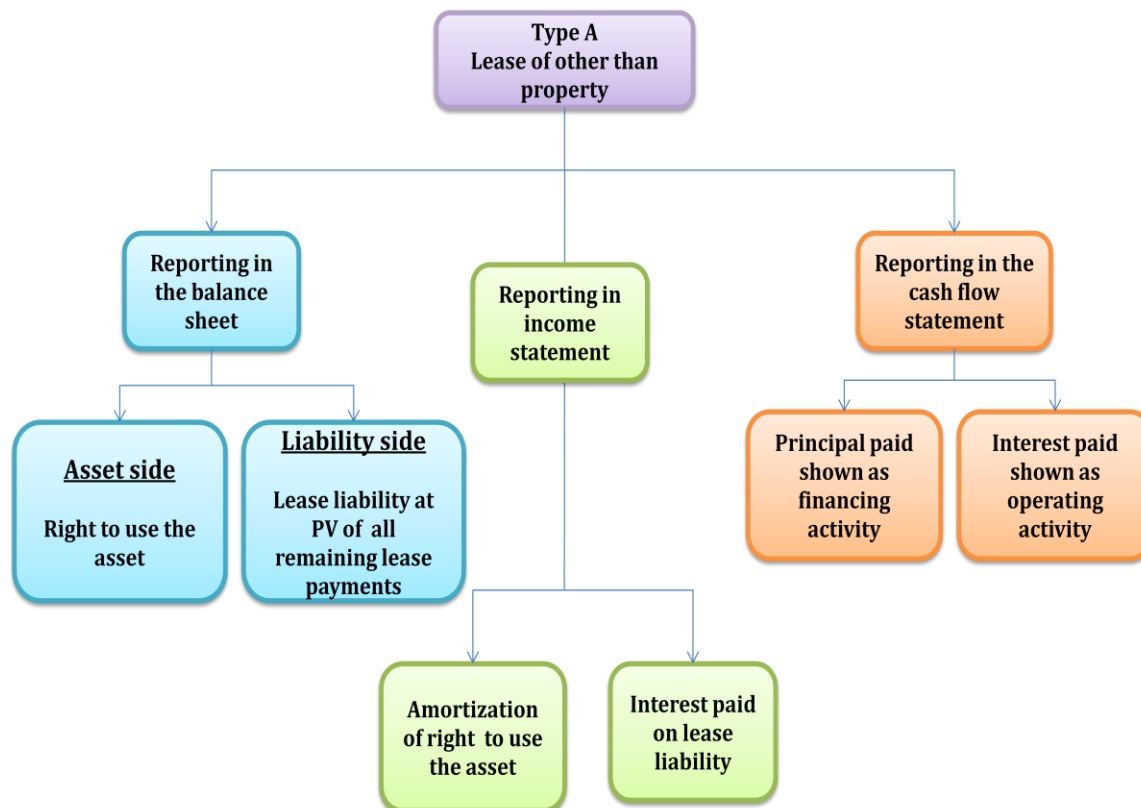 Type A
Lease of other than
property
Reporting in
the balance
sheet
Reporting in
income
statement
Reporting in the
cash flow
statement
Asset side
Right to use the
asset
Liability side
Lease liability at
PV of all
remaining lease
payments
Principal paid
shown as
financing
activity
Interest paid
shown as
operating
activity
Amortization
of right to use
the asset
Interest paid
on lease
liability